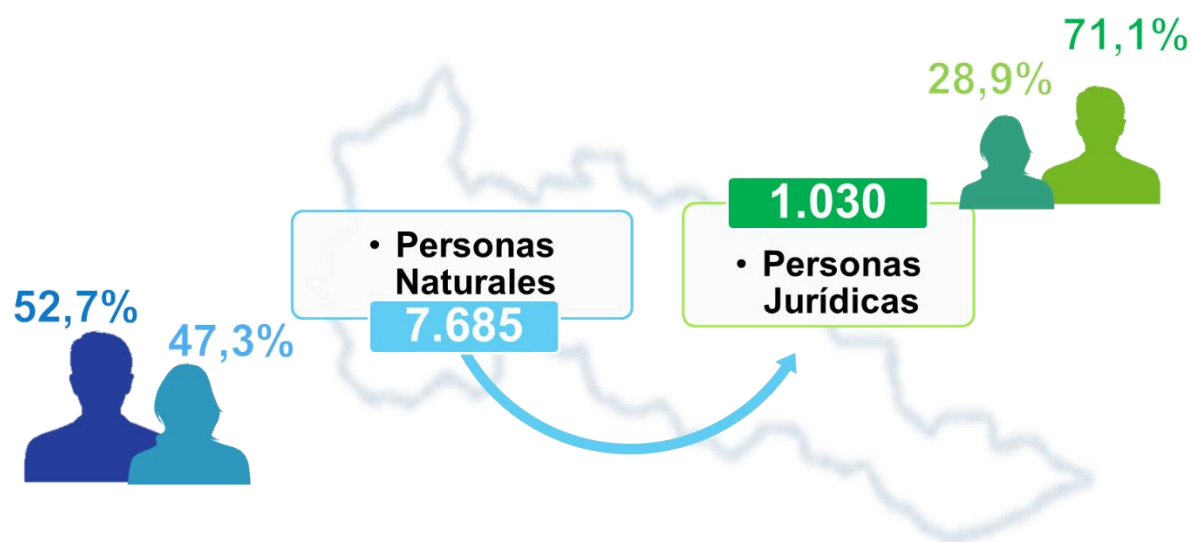 52,7%
47,3%
• Personas
Naturales
7.685
1.030
• Personas
Jurídicas
28,9%
71,1%